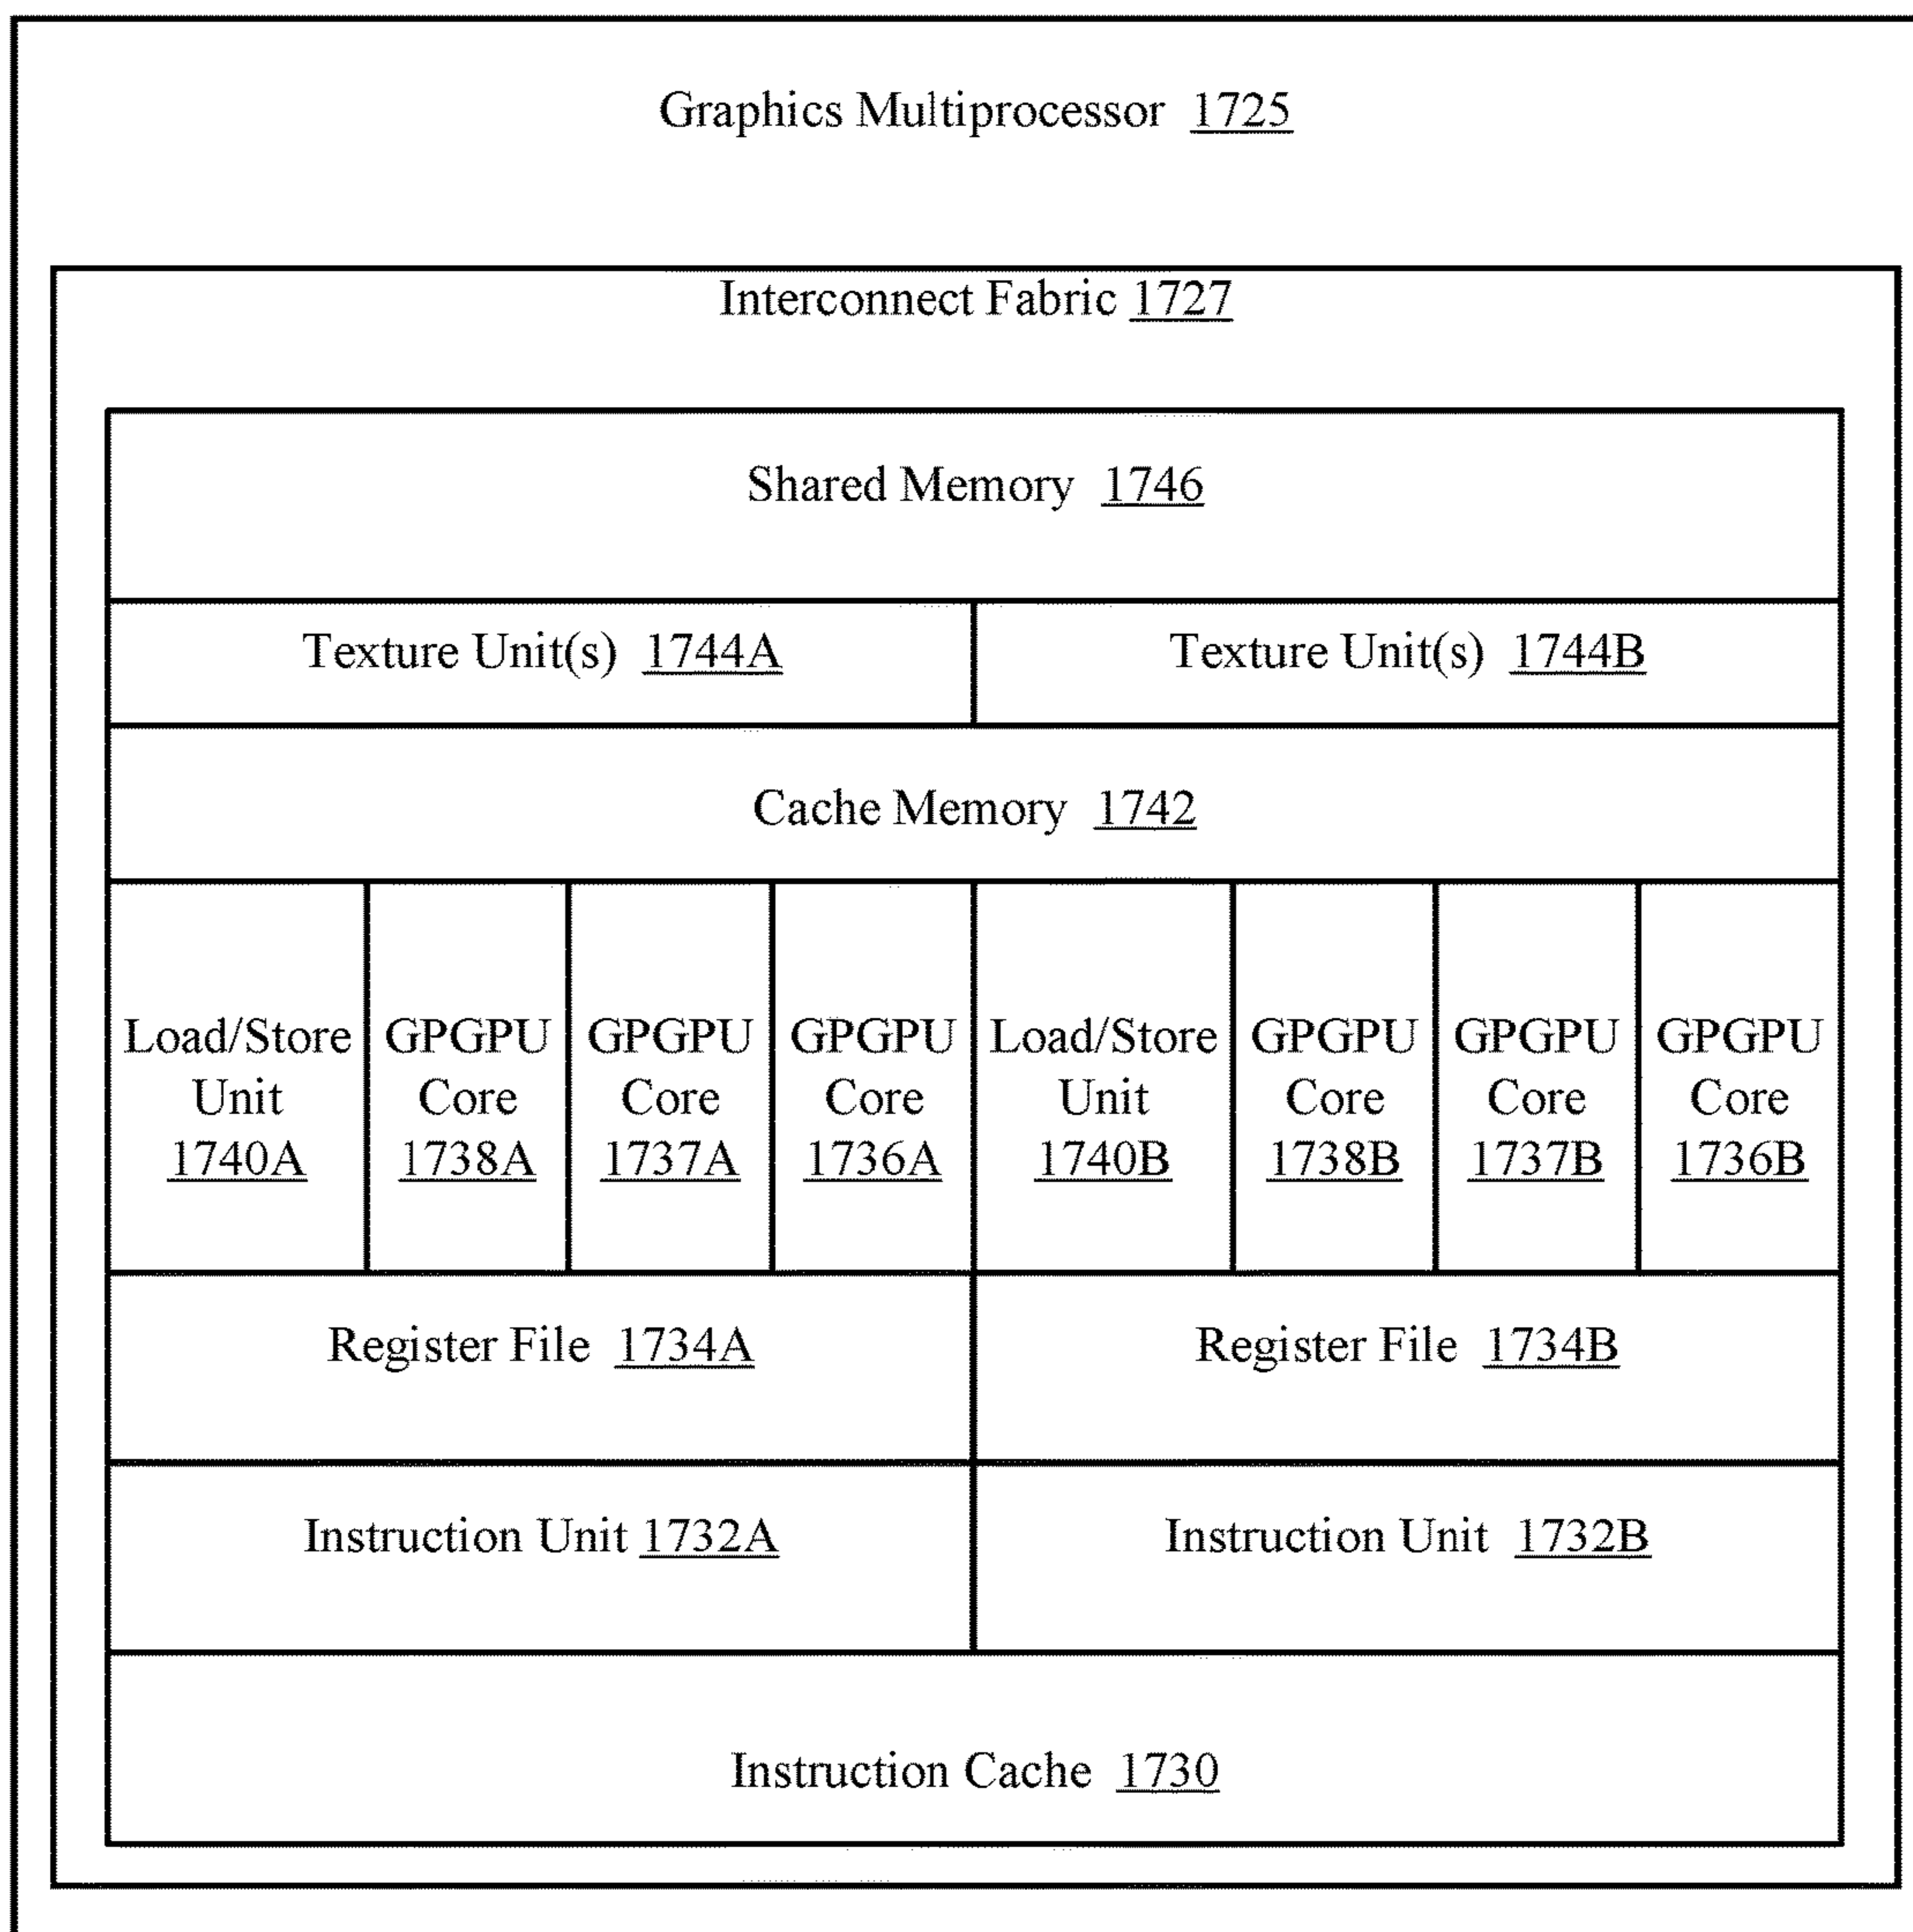 Graphics Multiprocessor 1725
Interconnect Fabric 1727
Shared Memory 1746
Texture Unit(s) 1744A
Texture Unit(s) 1744B
Cache Memory 1742
Load/Store
Unit
1740A
GPGPU
Core
1738A
GPGPU
Core
1737A
GPGPU
Core
1736A
Load/Store
Unit
1740B
GPGPU
Core
1738B
GPGPU
Core
1737B
GPGPU
Core
1736B
Register File 1734A
Register File 1734B
Instruction Unit 1732A
Instruction Unit 1732B
Instruction Cache 1730